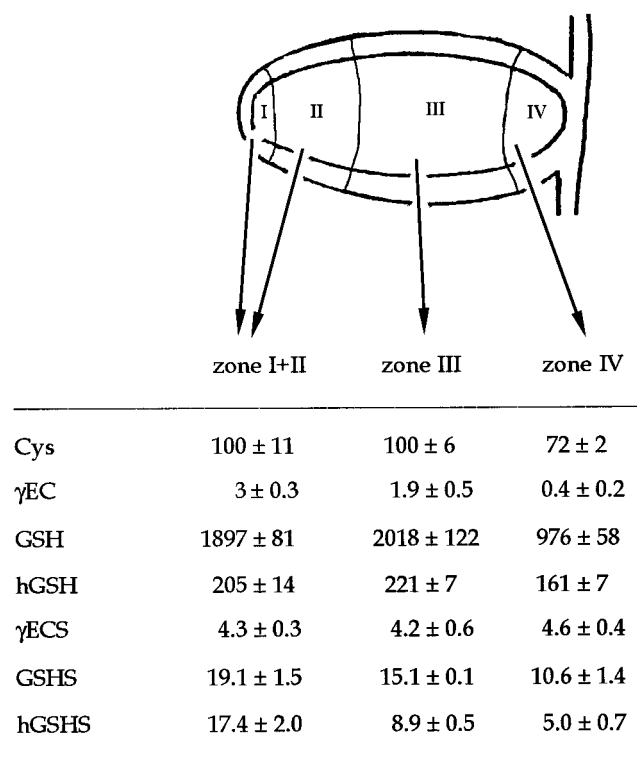 I II III IV
zone I+II zone III zone IV
Cys 100 ± 11 100 ± 6 72 ± 2
γEC 3 ± 0.3 1.9 ± 0.5 0.4 ± 0.2
GSH 1897 ± 81 2018 ± 122 976 ± 58
hGSH 205 ± 14 221 ± 7 161 ± 7
γECS 4.3 ± 0.3 4.2 ± 0.6 4.6 ± 0.4
GSHS 19.1 ± 1.5 15.1 ± 0.1 10.6 ± 1.4
hGSHS 17.4 ± 2.0 8.9 ± 0.5 5.0 ± 0.7